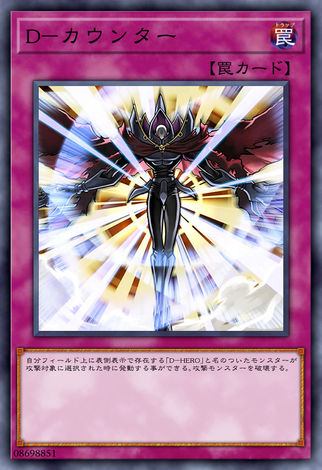 D－カウンター
トラップ
罠
【罠カード】
自分フィールド上に表側表示で存在する「D－HERO」と名のついたモンスターが
攻撃対象に選択された時に発動する事ができる。攻撃モンスターを破壊する。
08698851